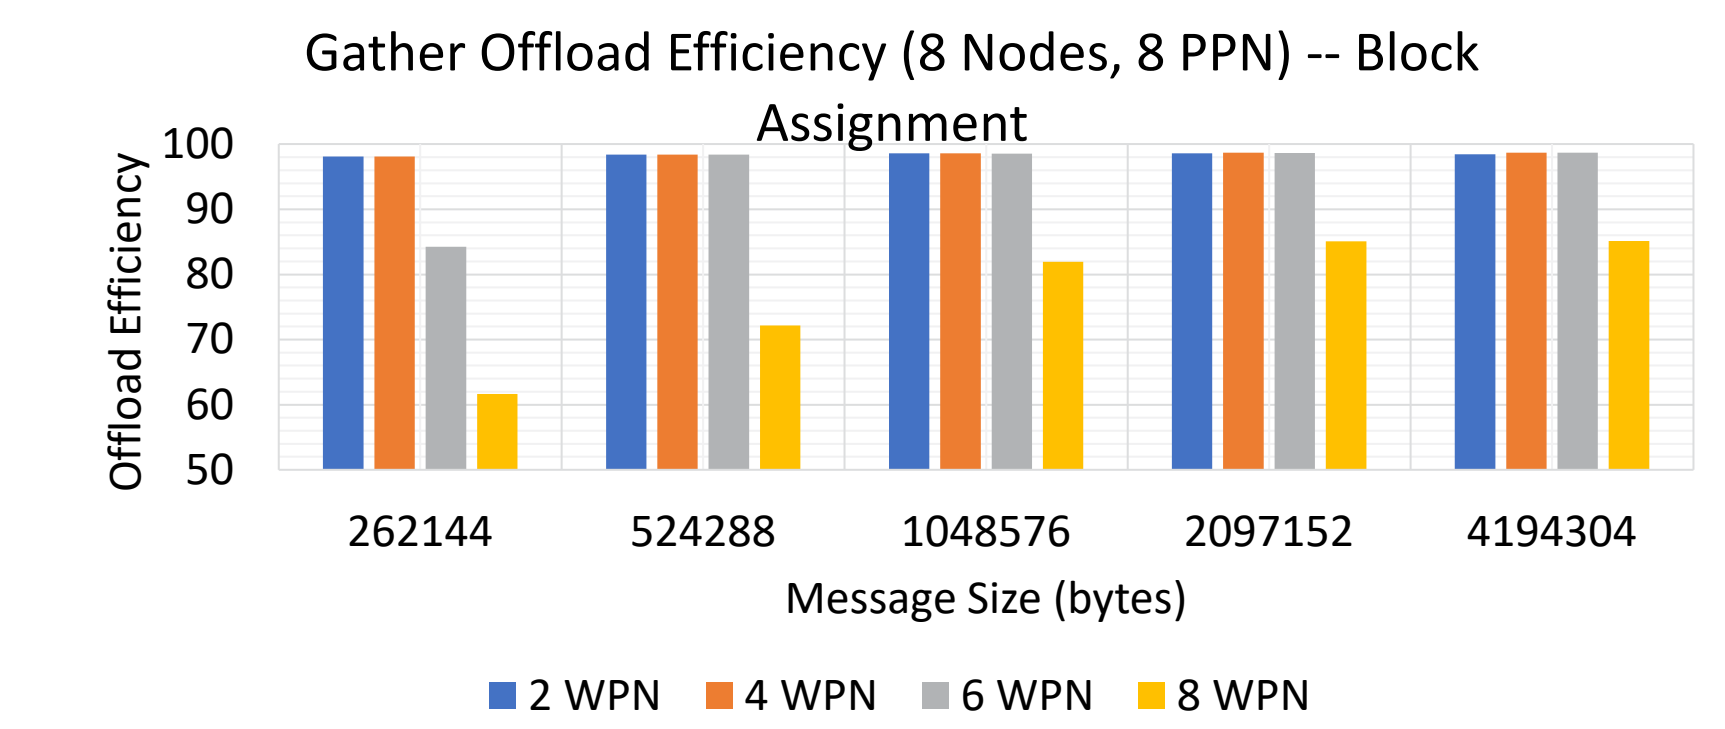 Gather Offload Efficiency (8 Nodes, 8 PPN) -- Block
Assignment
Offload Efficiency
100
90
80
70
60
50
262144 524288 1048576 2097152 4194304
Message Size (bytes)
2 WPN 4 WPN 6 WPN 8 WPN